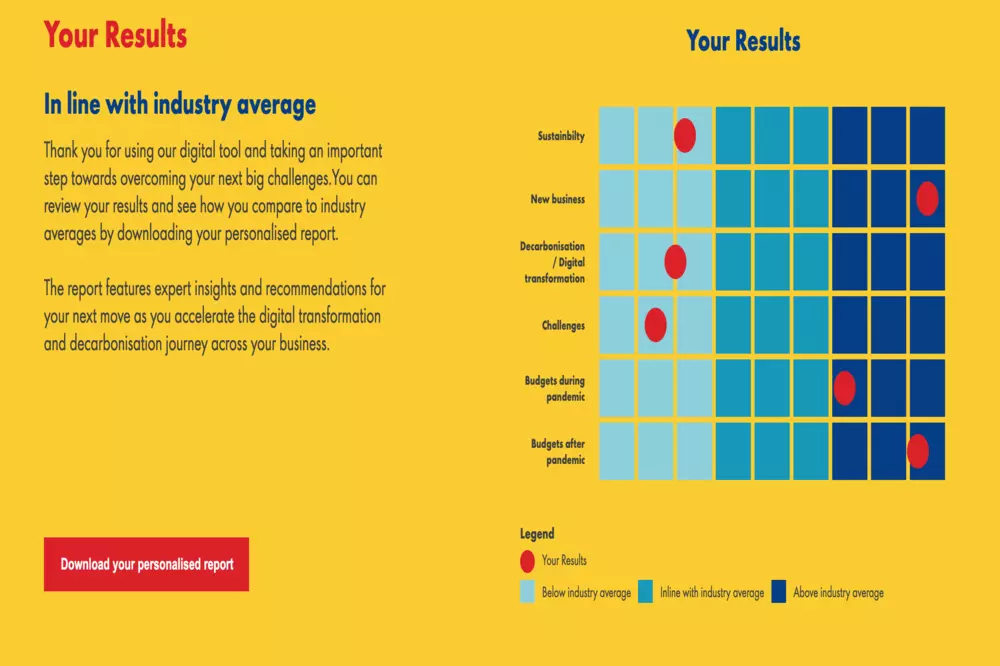 Your Results
In line with industry average
Thank you for using our digital tool and taking an important
step towards overcoming your next big challenges.You can
review your results and see how you compare to industry
averages by downloading your personalised report.
The report features expert insights and recommendations for
your next move as you accelerate the digital transformation
and decarbonisation journey across your business.
Download your personalised report
Your Results
Sustainbilty
New business
Decarbonisation
/ Digital
transformation
Challenges
Budgets during
pandemic
Budgets after
pandemic
Legend
Your Results
Below industry average
Inline with industry average
Above industry average